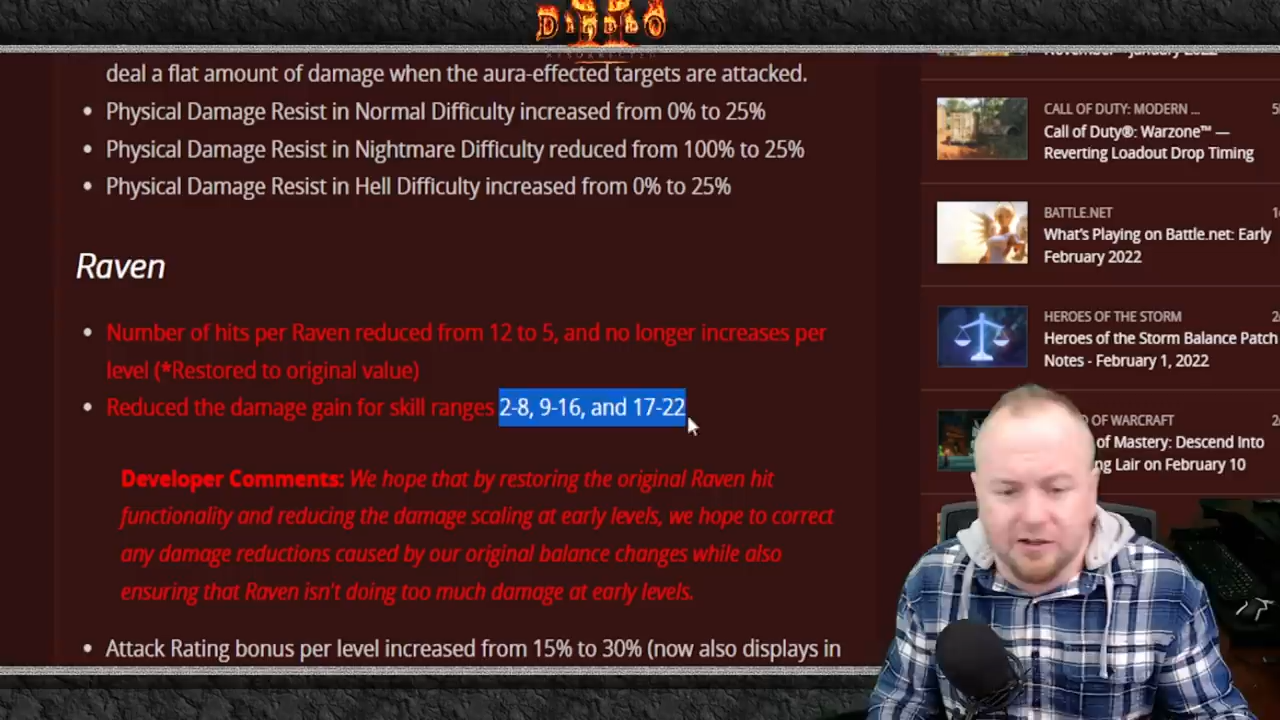 DIABLO
II
RESURRECTED
deal a flat amount of damage when the aura-effected targets are attacked.
• Physical Damage Resist in Normal Difficulty increased from 0% to 25%
• Physical Damage Resist in Nightmare Difficulty reduced from 100% to 25%
• Physical Damage Resist in Hell Difficulty increased from 0% to 25%
Raven
• Number of hits per Raven reduced from 12 to 5, and no longer increases per
level (*Restored to original value)
• Reduced the damage gain for skill ranges 2-8, 9-16, and 17-22
Developer Comments: We hope that by restoring the original Raven hit
functionality and reducing the damage scaling at early levels, we hope to correct
any damage reductions caused by our original balance changes while also
ensuring that Raven isn't doing too much damage at early levels.
• Attack Rating bonus per level increased from 15% to 30% (now also displays in
November - January 2022
CALL OF DUTY: MODERN ...
Call of Duty®: Warzone™ —
Reverting Loadout Drop Timing
BATTLE.NET
What's Playing on Battle.net: Early
February 2022
HEROES OF THE STORM
Heroes of the Storm Balance Patch
Notes - February 1, 2022
OF WARCRAFT
of Mastery: Descend Into
Lair on February 10